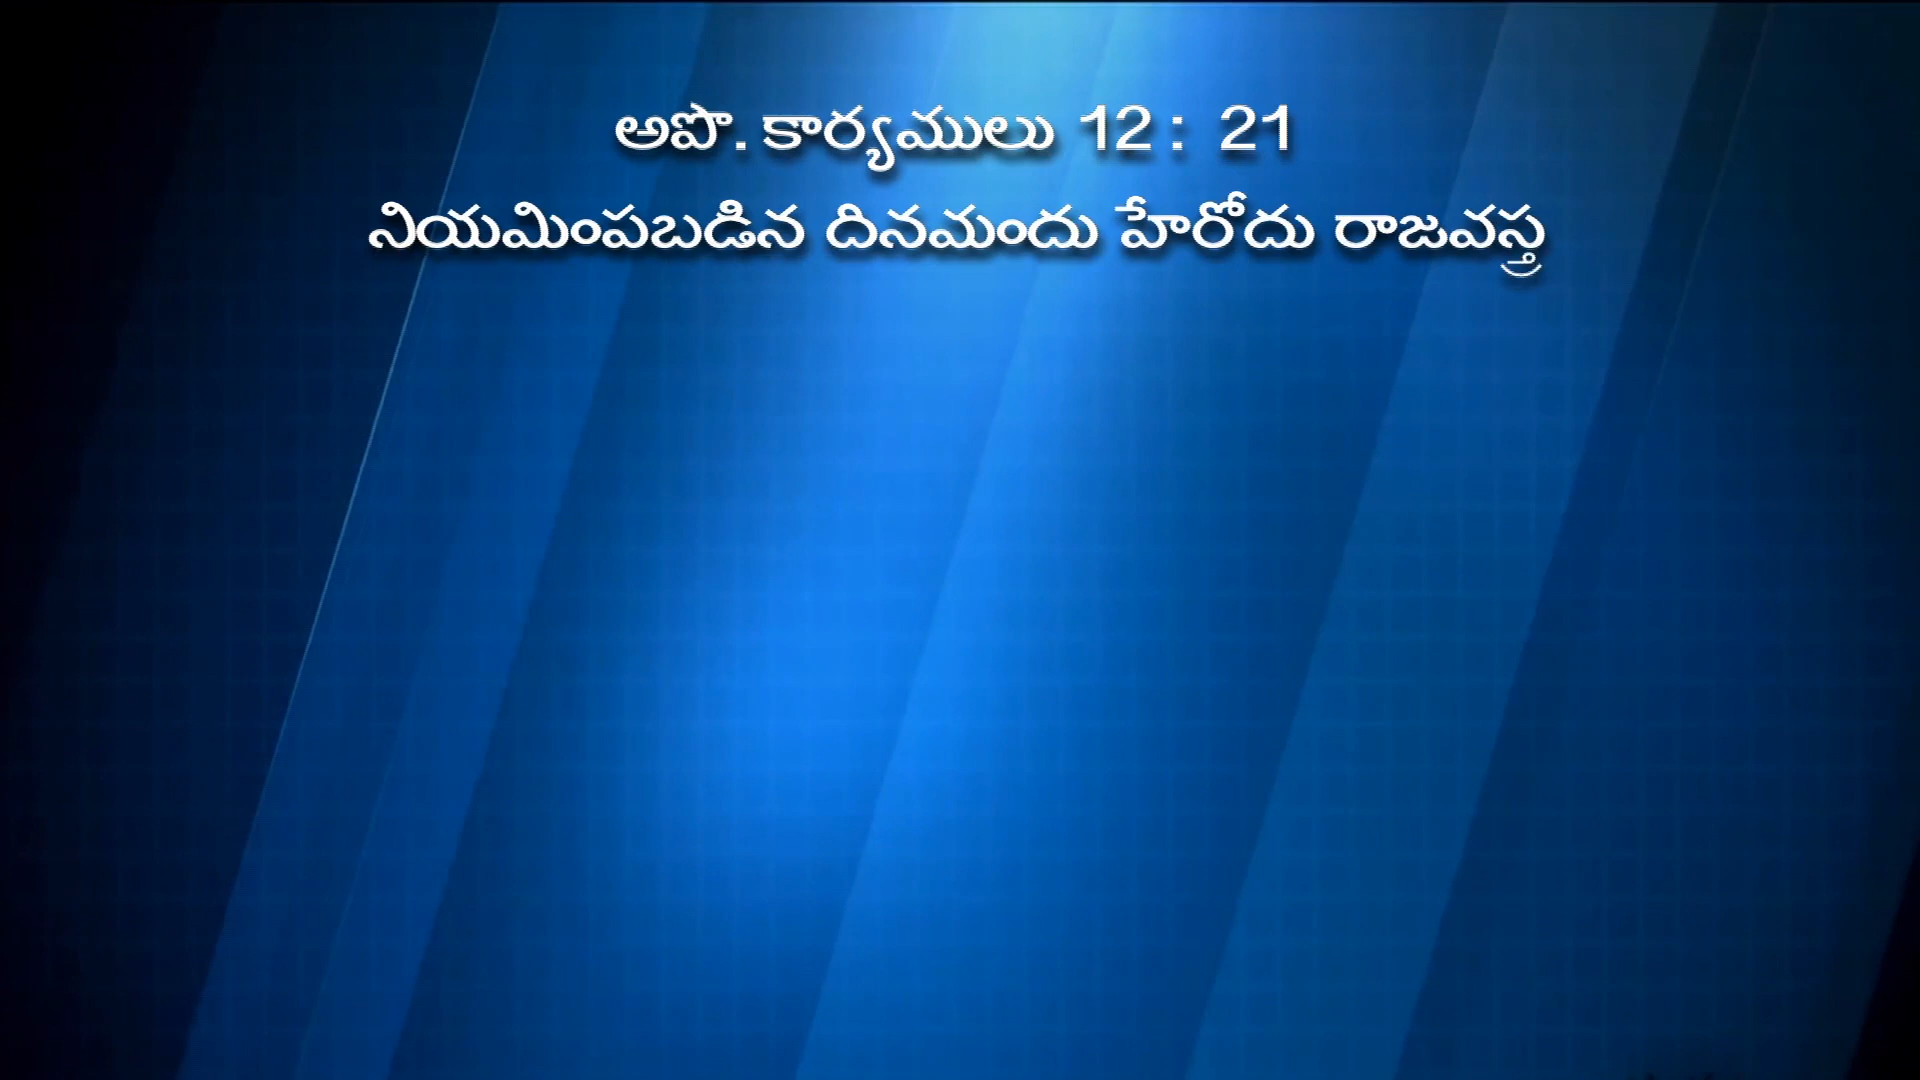 అపొ. కార్యములు 12: 21
నియమింపబడిన దినమందు హేరోదు రాజవస్త్ర